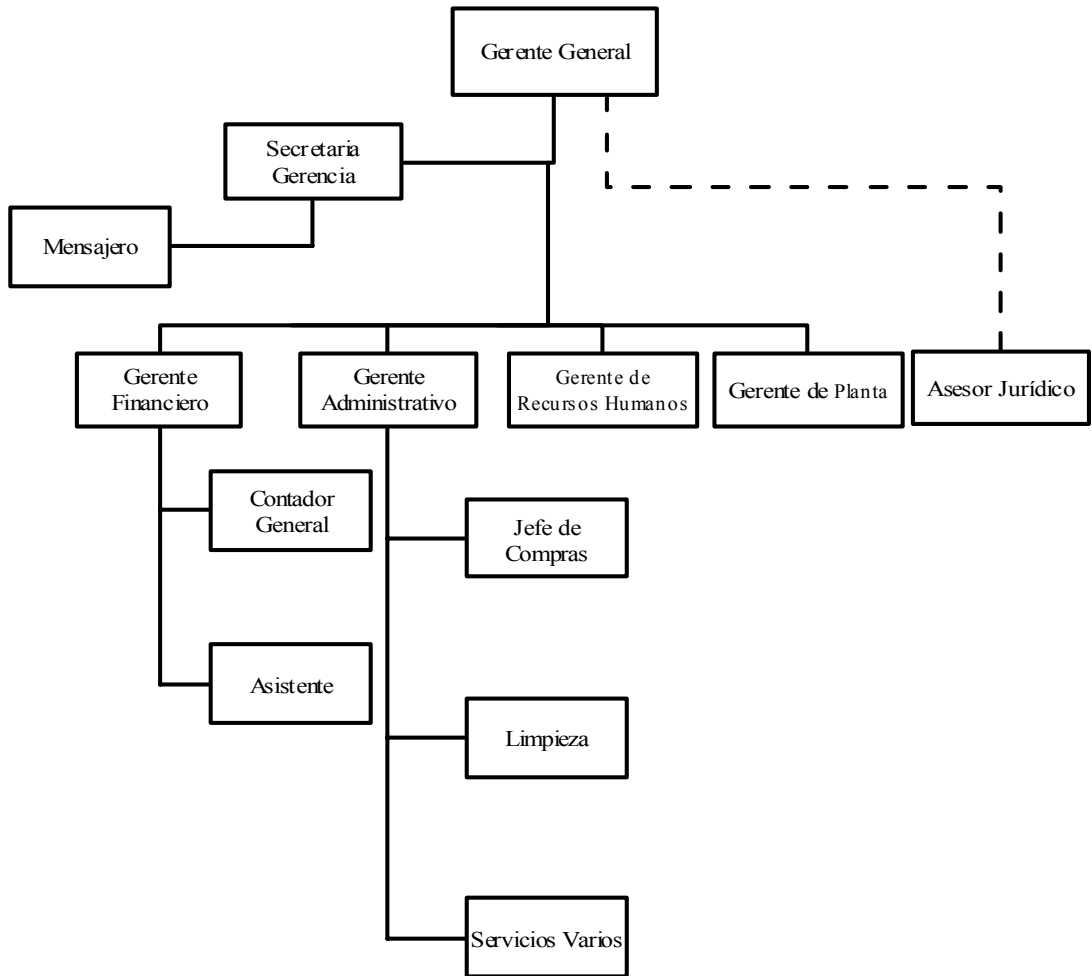 Gerente General
Secretaria
Gerencia
Mensajero
Gerente
Financiero
Gerente
Administrativo
Gerente de
Recursos Humanos
Gerente de Planta
Asesor Jurídico
Contador
General
Jefe de
Compras
Asistente
Limpieza
Servicios Varios